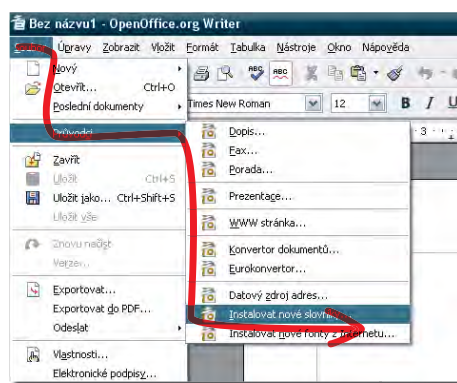 Bez názvu1 - OpenOffice.org Writer
Úpravy Zobrazit Vložit Formát Tabulka Nástroje Okno Nápověda
Nový
Otevřít... Ctrl+O
Poslední dokumenty
Times New Roman 12 B I U
Průvodci
Dopis...
Fax...
Porada...
Prezentace...
WWW stránka...
Konvertor dokumentů...
Eurokonvertor...
Datový zdroj adres...
Instalovat nové
Instalovat nové fonty z Internetu...
Zavřít
Uložit Ctrl+S
Uložit jako... Ctrl+Shift+S
Uložit vše
Znovu načíst
Verze...
Exportovat...
Exportovat do PDF...
Odeslat
Vlastnosti...
Elektronické podpisy...